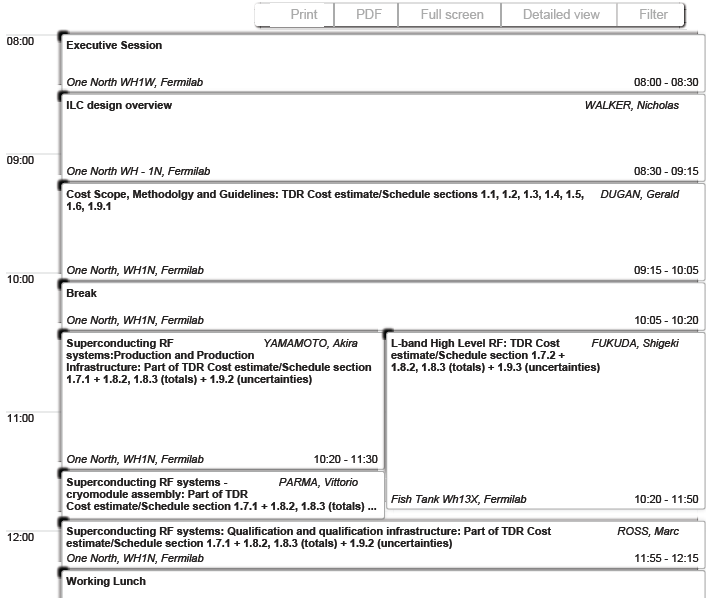 Print PDF Full screen Detailed view Filter
08:00
Executive Session
One North WH1W, Fermilab 08:00 - 08:30
ILC design overview WALKER, Nicholas
09:00
One North WH - 1N, Fermilab 08:30 - 09:15
Cost Scope, Methodolgy and Guidelines: TDR Cost estimate/Schedule sections 1.1, 1.2, 1.3, 1.4, 1.5, DUGAN, Gerald
1.6, 1.9.1
One North, WH1N, Fermilab 09:15 - 10:05
10:00
Break
One North, WH1N, Fermilab 10:05 - 10:20
Superconducting RF YAMAMOTO, Akira
systems:Production and Production
Infrastructure: Part of TDR Cost estimate/Schedule section
1.7.1 + 1.8.2, 1.8.3 (totals) + 1.9.2 (uncertainties)
One North, WH1N, Fermilab 10:20 - 11:30
L-band High Level RF: TDR Cost FUKUDA, Shigeki
estimate/Schedule section 1.7.2 +
1.8.2, 1.8.3 (totals) + 1.9.3 (uncertainties)
Fish Tank Wh13X, Fermilab 10:20 - 11:50
11:00
Superconducting RF systems - PARMA, Vittorio
cryomodule assembly: Part of TDR
Cost estimate/Schedule section 1.7.1 + 1.8.2, 1.8.3 (totals) ...
Superconducting RF systems: Qualification and qualification infrastructure: Part of TDR Cost ROSS, Marc
estimate/Schedule section 1.7.1 + 1.8.2, 1.8.3 (totals) + 1.9.2 (uncertainties)
12:00
One North, WH1N, Fermilab 11:55 - 12:15
Working Lunch